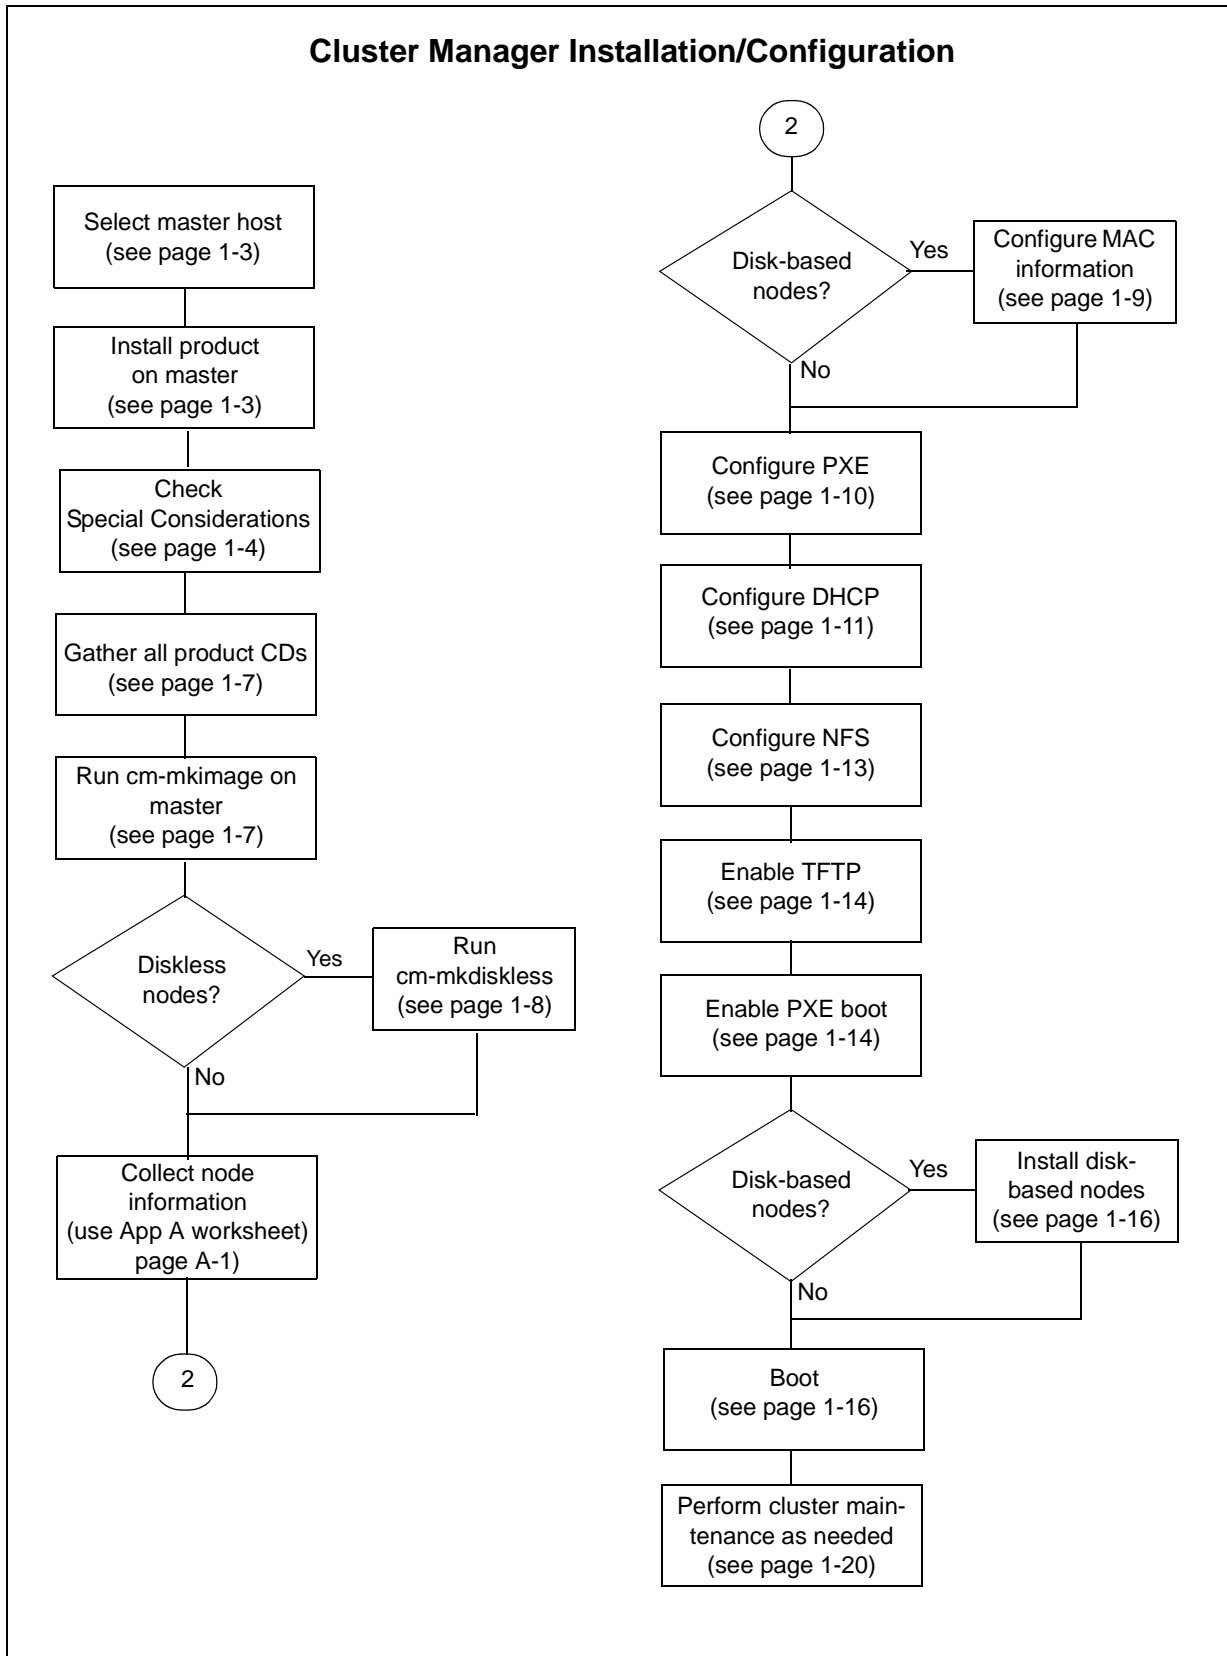 Cluster Manager Installation/Configuration
Select master host
(see page 1-3)
Install product
on master
(see page 1-3)
Check
Special Considerations
(see page 1-4)
Gather all product CDs
(see page 1-7)
Run cm-mkimage on
master
(see page 1-7)
Diskless
nodes?
Yes
Run
cm-mkdiskless
(see page 1-8)
No
Collect node
information
(use App A worksheet)
page A-1)
2
2
Disk-based
nodes?
Yes
Configure MAC
information
(see page 1-9)
No
Configure PXE
(see page 1-10)
Configure DHCP
(see page 1-11)
Configure NFS
(see page 1-13)
Enable TFTP
(see page 1-14)
Enable PXE boot
(see page 1-14)
Disk-based
nodes?
Yes
Install disk-
based nodes
(see page 1-16)
No
Boot
(see page 1-16)
Perform cluster main-
tenance as needed
(see page 1-20)